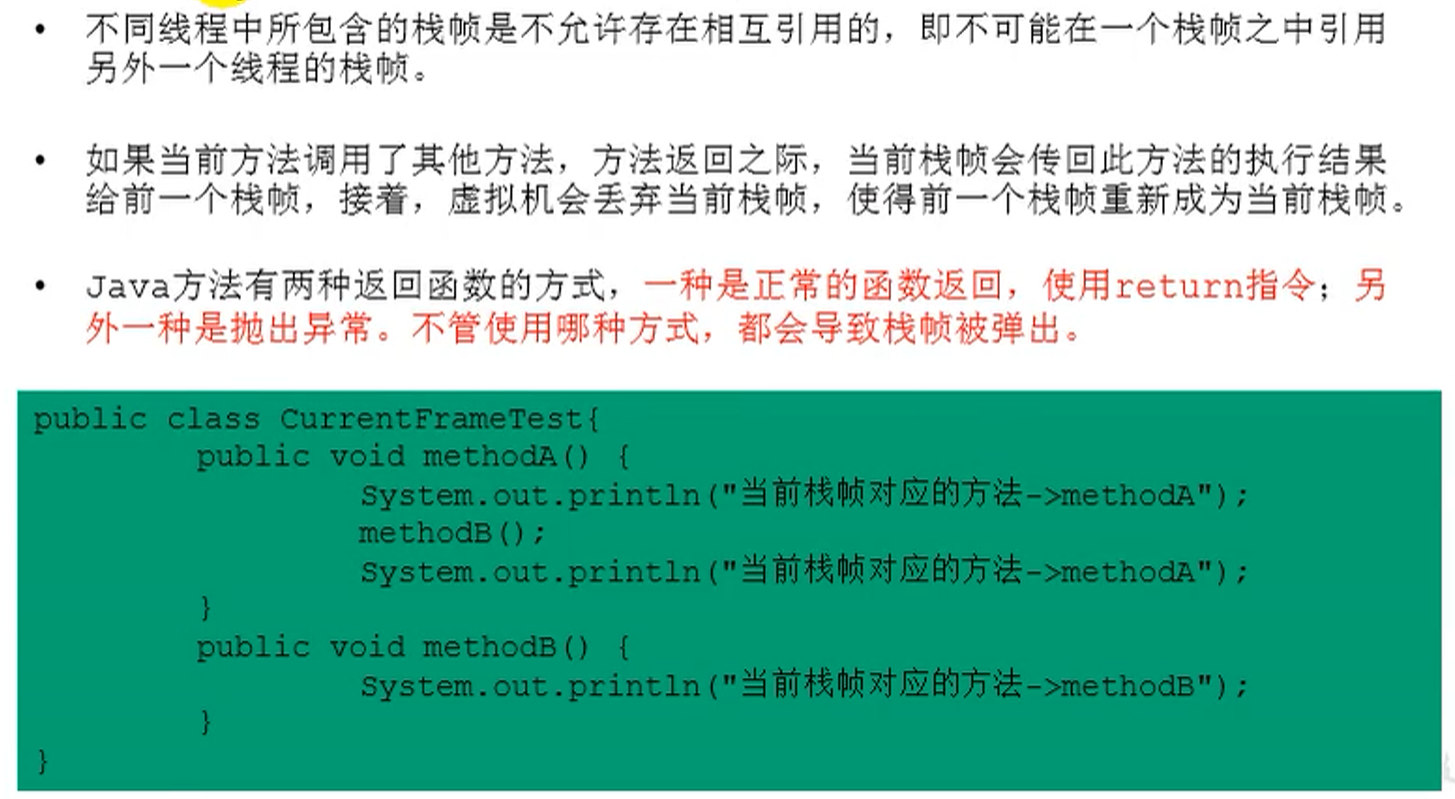 • 不同线程中所包含的栈帧是不允许存在相互引用的，即不可能在一个栈帧之中引用
另外一个线程的栈帧。
• 如果当前方法调用了其他方法，方法返回之际，当前栈帧会传回此方法的执行结果
给前一个栈帧，接着，虚拟机会丢弃当前栈帧，使得前一个栈帧重新成为当前栈帧。
• Java方法有两种返回函数的方式，一种是正常的函数返回，使用return指令；另
外一种是抛出异常。不管使用哪种方式，都会导致栈帧被弹出。
public class CurrentFrameTest{
public void methodA() {
System.out.println("当前栈帧对应的方法->methodA");
methodB();
System.out.println("当前栈帧对应的方法->methodA");
}
public void methodB() {
System.out.println("当前栈帧对应的方法->methodB");
}
}